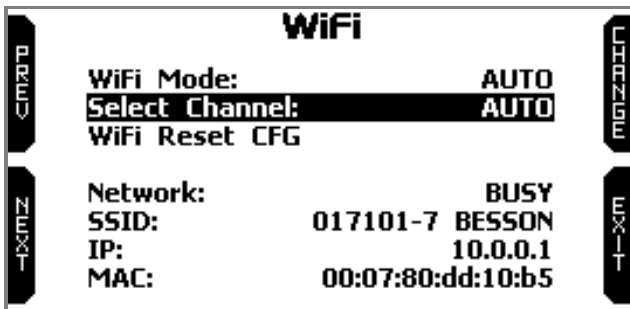 WiFi
PREV
CHANGE
WiFi Mode: AUTO
Select Channel: AUTO
WiFi Reset CFG
NEXT
EXIT
Network: BUSY
SSID: 017101-7 BESSON
IP: 10.0.0.1
MAC: 00:07:80:dd:10:b5